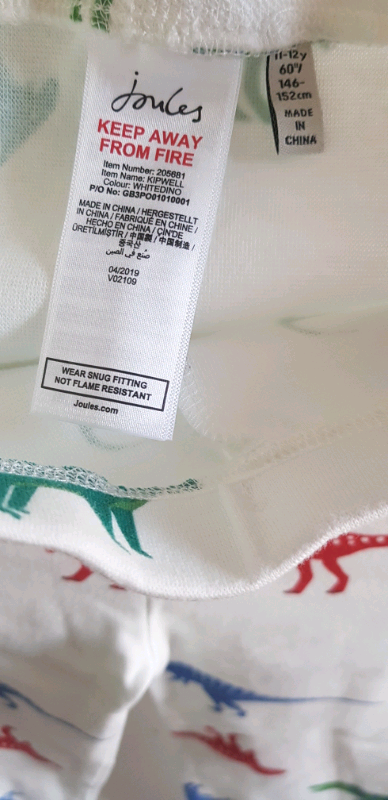 joules
KEEP AWAY
FROM FIRE
Item Number: 205681
Item Name: KIPWELL
Colour: WHITEDINO
P/O No: GB3PO01010001
MADE IN CHINA / HERGESTELLT
IN CHINA / FABRIQUÉ EN CHINE /
HECHO EN CHINA / ÇİN'DE
ÜRETİLMİŞTİR / 中国製 / 中国制造 /
중국산
صنع في الصين
04/2019
V02109
WEAR SNUG FITTING
NOT FLAME RESISTANT
Joules.com
11-12y
60"/
146-
152cm
MADE
IN
CHINA